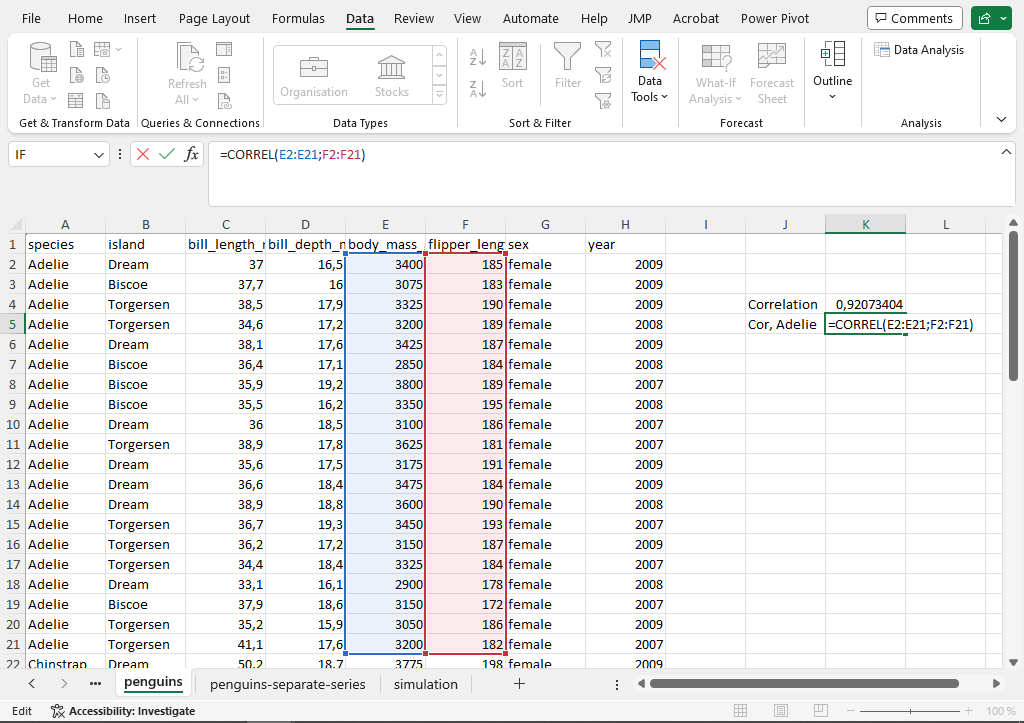 File Home Insert Page Layout Formulas Data Review View Automate Help JMP Acrobat Power Pivot Comments
Get Data Refresh All Organisation Stocks Sort Filter Data Tools What-If Analysis Forecast Sheet Outline Data Analysis
Get & Transform Data Queries & Connections Data Types Sort & Filter Forecast Analysis
IF fx =CORREL(E2:E21;F2:F21)
A B C D E F G H I J K L
1 species island bill_length_ bill_depth_ body_mass_ flipper_leng sex year
2 Adelie Dream 37 16,5 3400 185 female 2009
3 Adelie Biscoe 37,7 16 3075 183 female 2009
4 Adelie Torgersen 38,5 17,9 3325 190 female 2009 Correlation 0,92073404
5 Adelie Torgersen 34,6 17,2 3200 189 female 2008 Cor, Adelie =CORREL(E2:E21;F2:F21)
6 Adelie Dream 38,1 17,6 3425 187 female 2009
7 Adelie Biscoe 36,4 17,1 2850 184 female 2008
8 Adelie Biscoe 35,9 19,2 3800 189 female 2007
9 Adelie Biscoe 35,5 16,2 3350 195 female 2008
10 Adelie Dream 36 18,5 3100 186 female 2007
11 Adelie Torgersen 38,9 17,8 3625 181 female 2007
12 Adelie Dream 35,6 17,5 3175 191 female 2009
13 Adelie Dream 36,6 18,4 3475 184 female 2009
14 Adelie Dream 38,9 18,8 3600 190 female 2008
15 Adelie Torgersen 36,7 19,3 3450 193 female 2007
16 Adelie Torgersen 36,2 17,2 3150 187 female 2009
17 Adelie Torgersen 34,4 18,4 3325 184 female 2007
18 Adelie Dream 33,1 16,1 2900 178 female 2008
19 Adelie Biscoe 37,9 18,6 3150 172 female 2007
20 Adelie Torgersen 35,2 15,9 3050 186 female 2009
21 Adelie Torgersen 41,1 17,6 3200 182 female 2007
22 Chinstrap Dream 50,2 18,7 3775 198 female 2009
penguins penguins-separate-series simulation
Edit Accessibility: Investigate 100 %